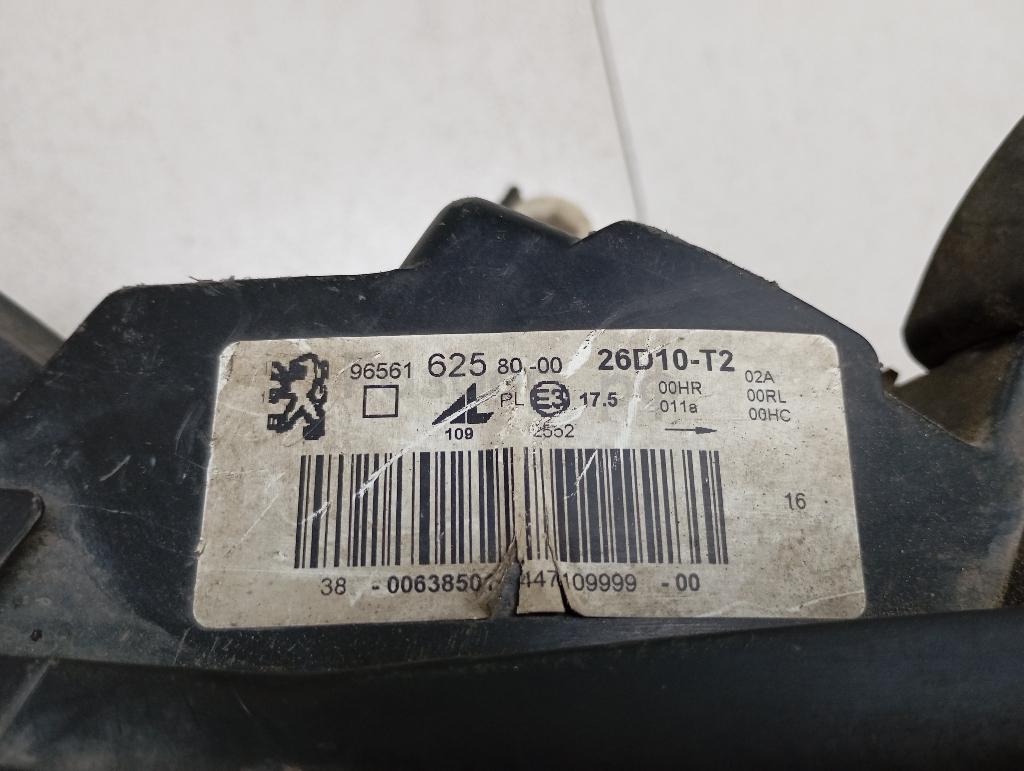 96561 625 80-00 26D10-T2
PL E3 17.5 00HR 02A
011a 00RL
00HC
109 2552
16
38 -0063850 447109999 -00